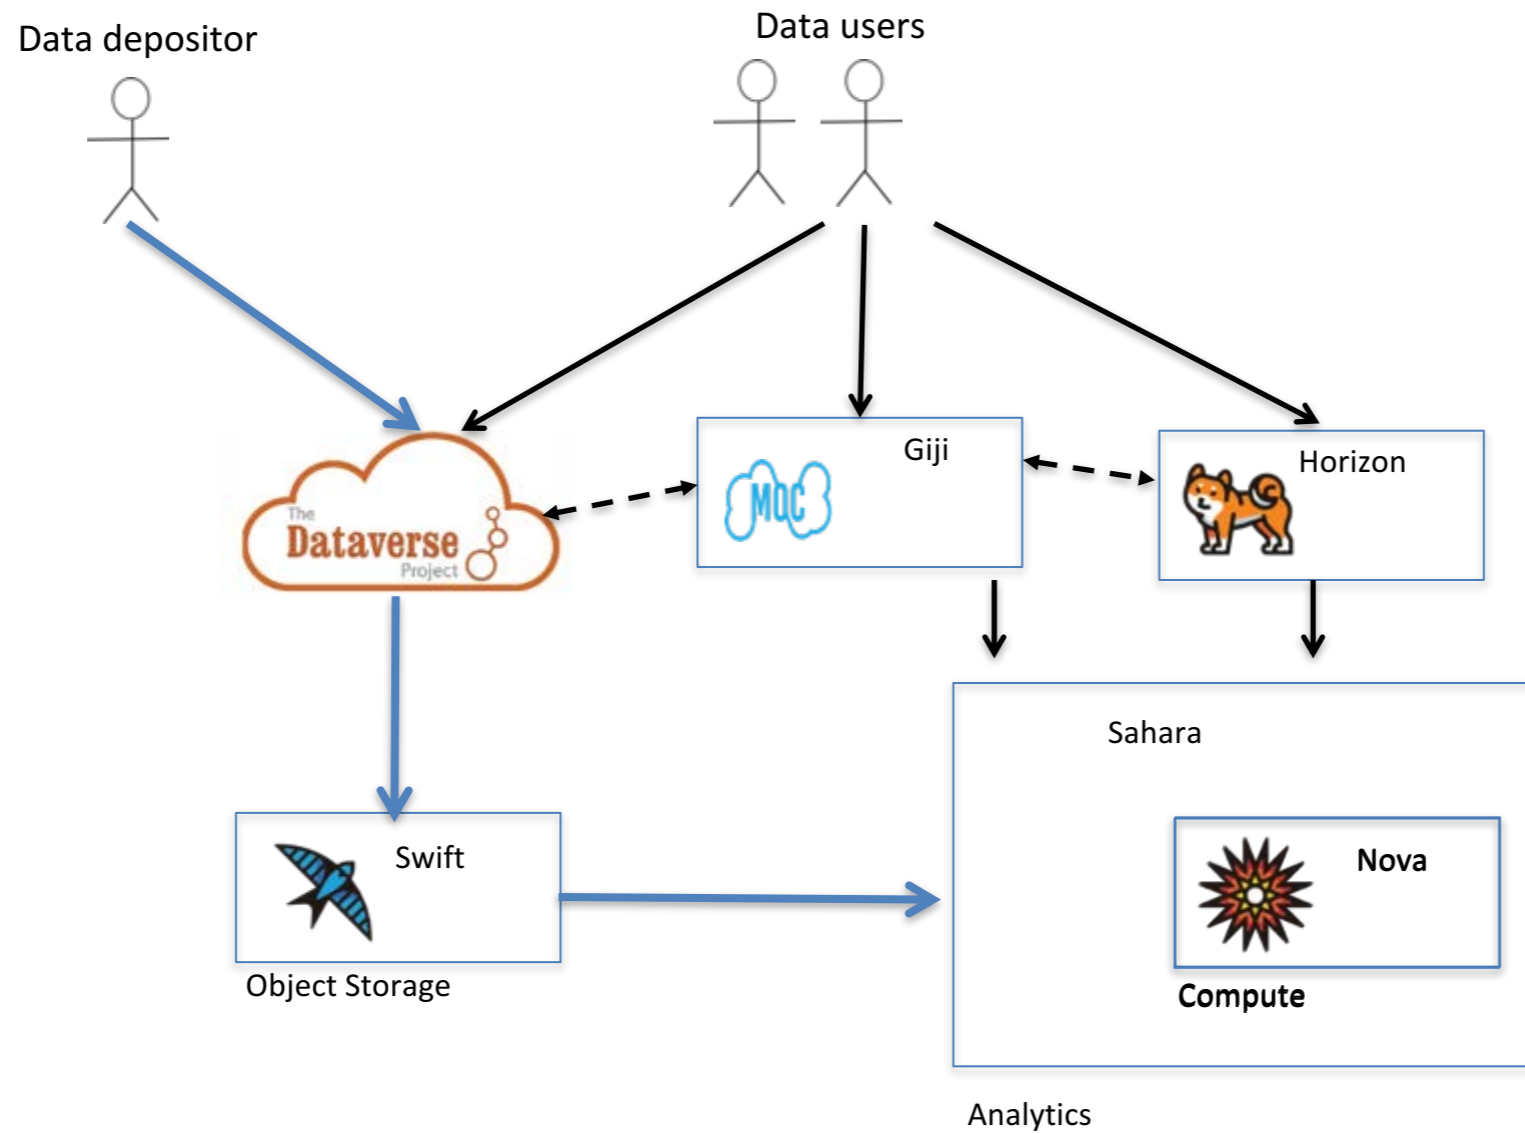 Data depositor
Data users
Giji
MOC
Horizon
The
Dataverse
Project
Sahara
Swift
Nova
Object Storage
Compute
Analytics